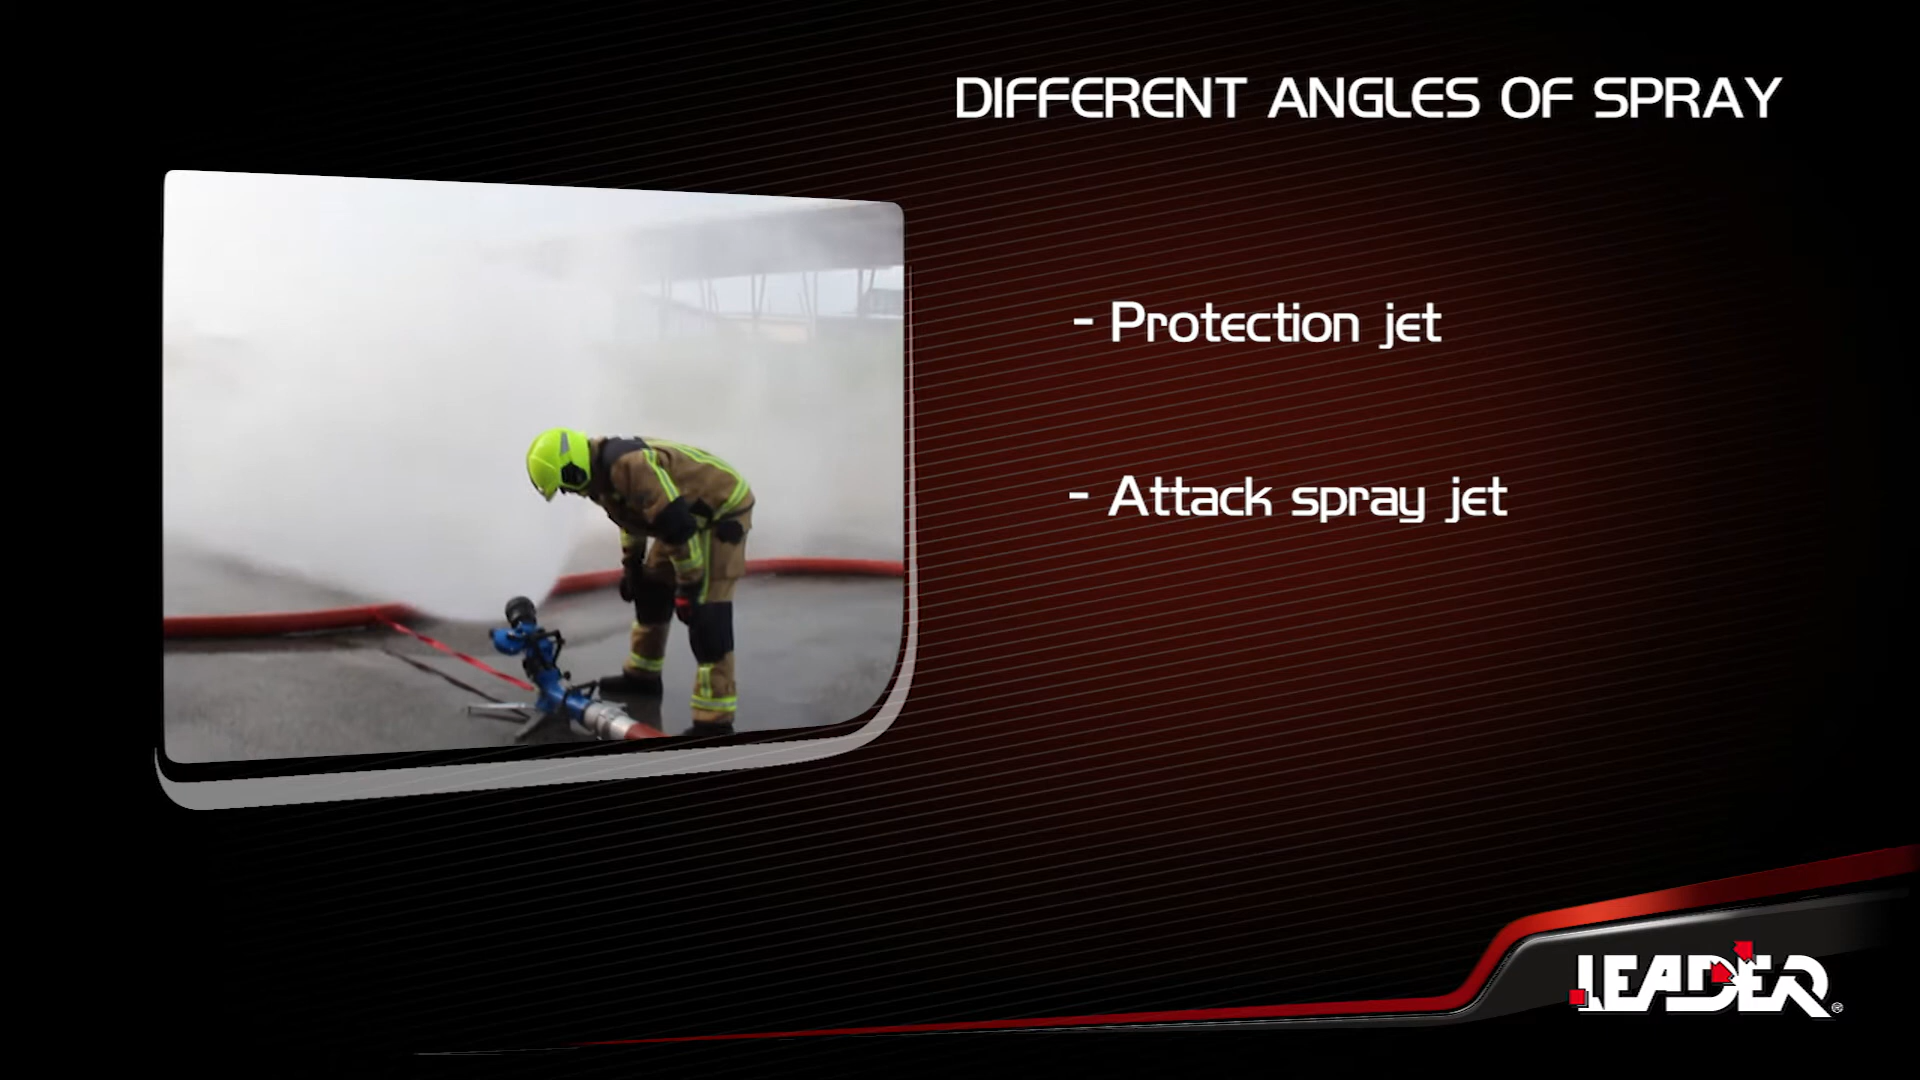 DIFFERENT ANGLES OF SPRAY
- Protection jet
- Attack spray jet
LEADER®